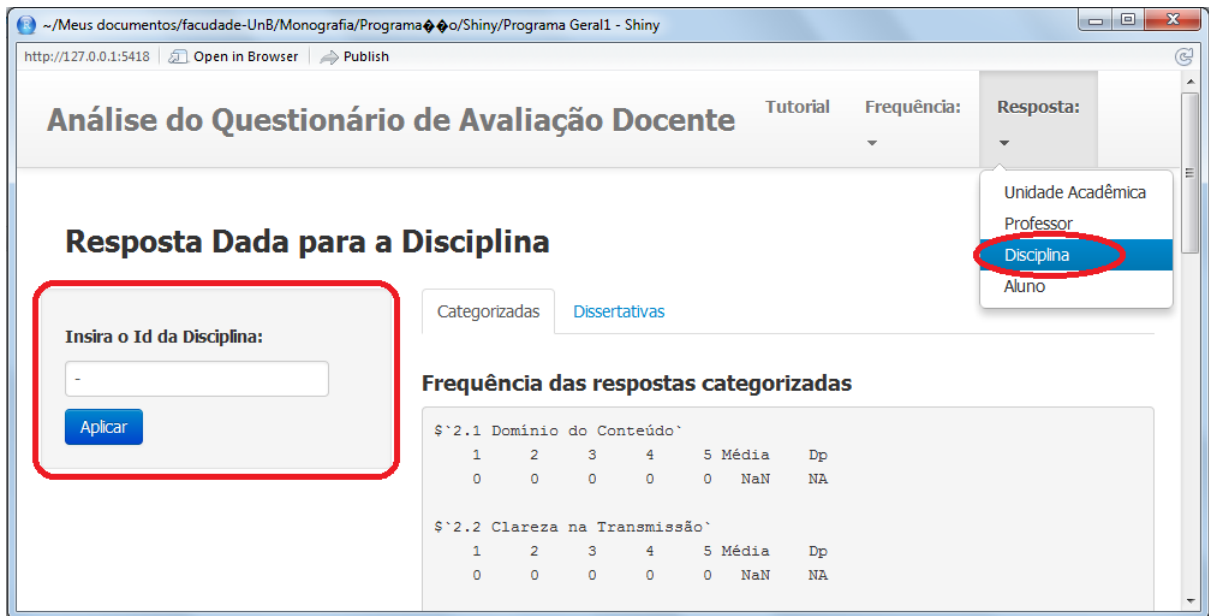 ~/Meus documentos/facudade-UnB/Monografia/Programa��o/Shiny/Programa Geral1 - Shiny
http://127.0.0.1:5418 Open in Browser Publish
Análise do Questionário de Avaliação Docente Tutorial Frequência: Resposta:
Unidade Acadêmica
Professor
Disciplina
Aluno
Resposta Dada para a Disciplina
Insira o Id da Disciplina:
-
Aplicar
Categorizadas Dissertativas
Frequência das respostas categorizadas
$`2.1 Domínio do Conteúdo`
1 2 3 4 5 Média Dp
0 0 0 0 0 NaN NA
$`2.2 Clareza na Transmissão`
1 2 3 4 5 Média Dp
0 0 0 0 0 NaN NA